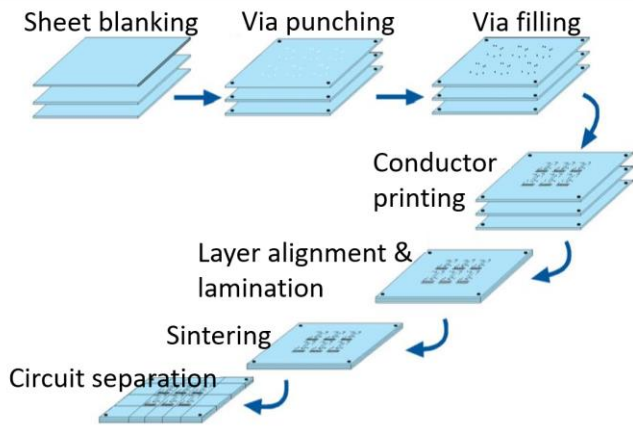 Sheet blanking
Via punching
Via filling
Conductor
printing
Layer alignment &
lamination
Sintering
Circuit separation